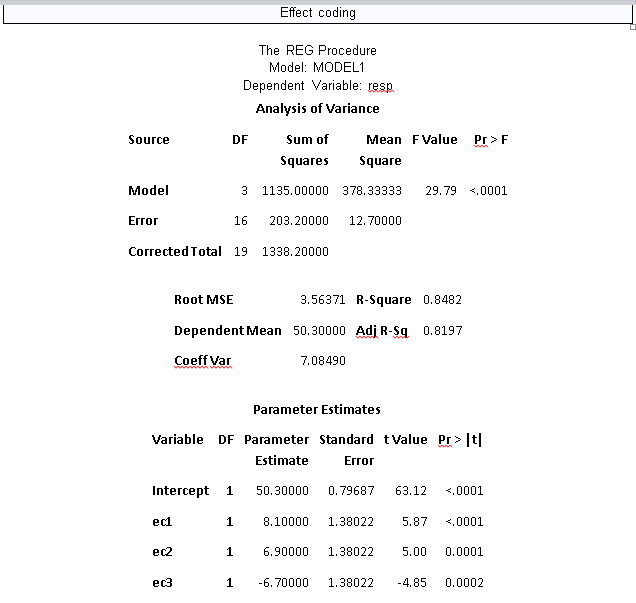 Effect coding
The REG Procedure
Model: MODEL1
Dependent Variable: resp
Analysis of Variance
Source DF Sum of Mean F Value Pr > F
Squares Square
Model 3 1135.00000 378.33333 29.79 <.0001
Error 16 203.20000 12.70000
Corrected Total 19 1338.20000
Root MSE 3.56371 R-Square 0.8482
Dependent Mean 50.30000 Adj R-Sq 0.8197
Coeff Var 7.08490
Parameter Estimates
Variable DF Parameter Standard t Value Pr > |t|
Estimate Error
Intercept 1 50.30000 0.79687 63.12 <.0001
ec1 1 8.10000 1.38022 5.87 <.0001
ec2 1 6.90000 1.38022 5.00 0.0001
ec3 1 -6.70000 1.38022 -4.85 0.0002